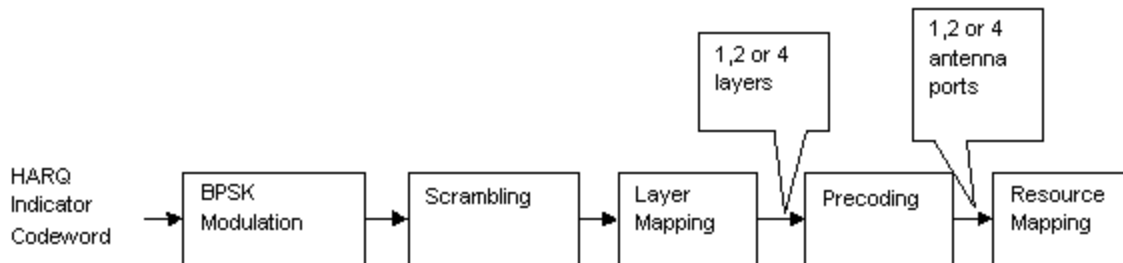 1,2 or 4
layers
1,2 or 4
antenna
ports
HARQ
Indicator
Codeword
BPSK
Modulation
Scrambling
Layer
Mapping
Precoding
Resource
Mapping